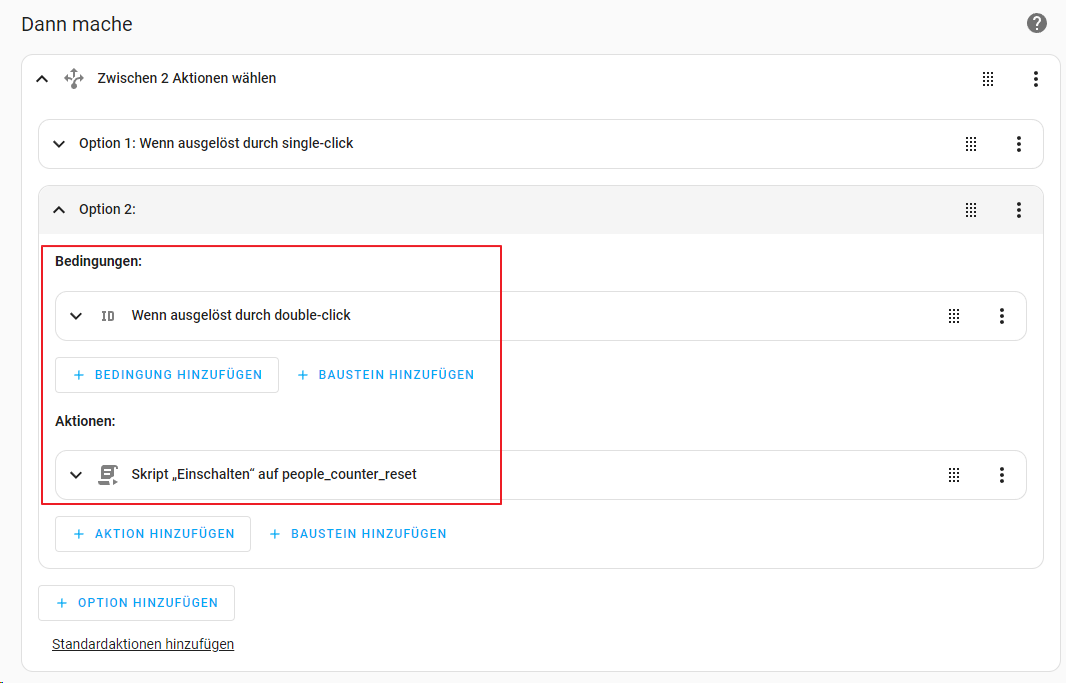 Dann mache
?
Zwischen 2 Aktionen wählen
Option 1: Wenn ausgelöst durch single-click
Option 2:
Bedingungen:
ID Wenn ausgelöst durch double-click
+ BEDINGUNG HINZUFÜGEN + BAUSTEIN HINZUFÜGEN
Aktionen:
Skript „Einschalten“ auf people_counter_reset
+ AKTION HINZUFÜGEN + BAUSTEIN HINZUFÜGEN
+ OPTION HINZUFÜGEN
Standardaktionen hinzufügen